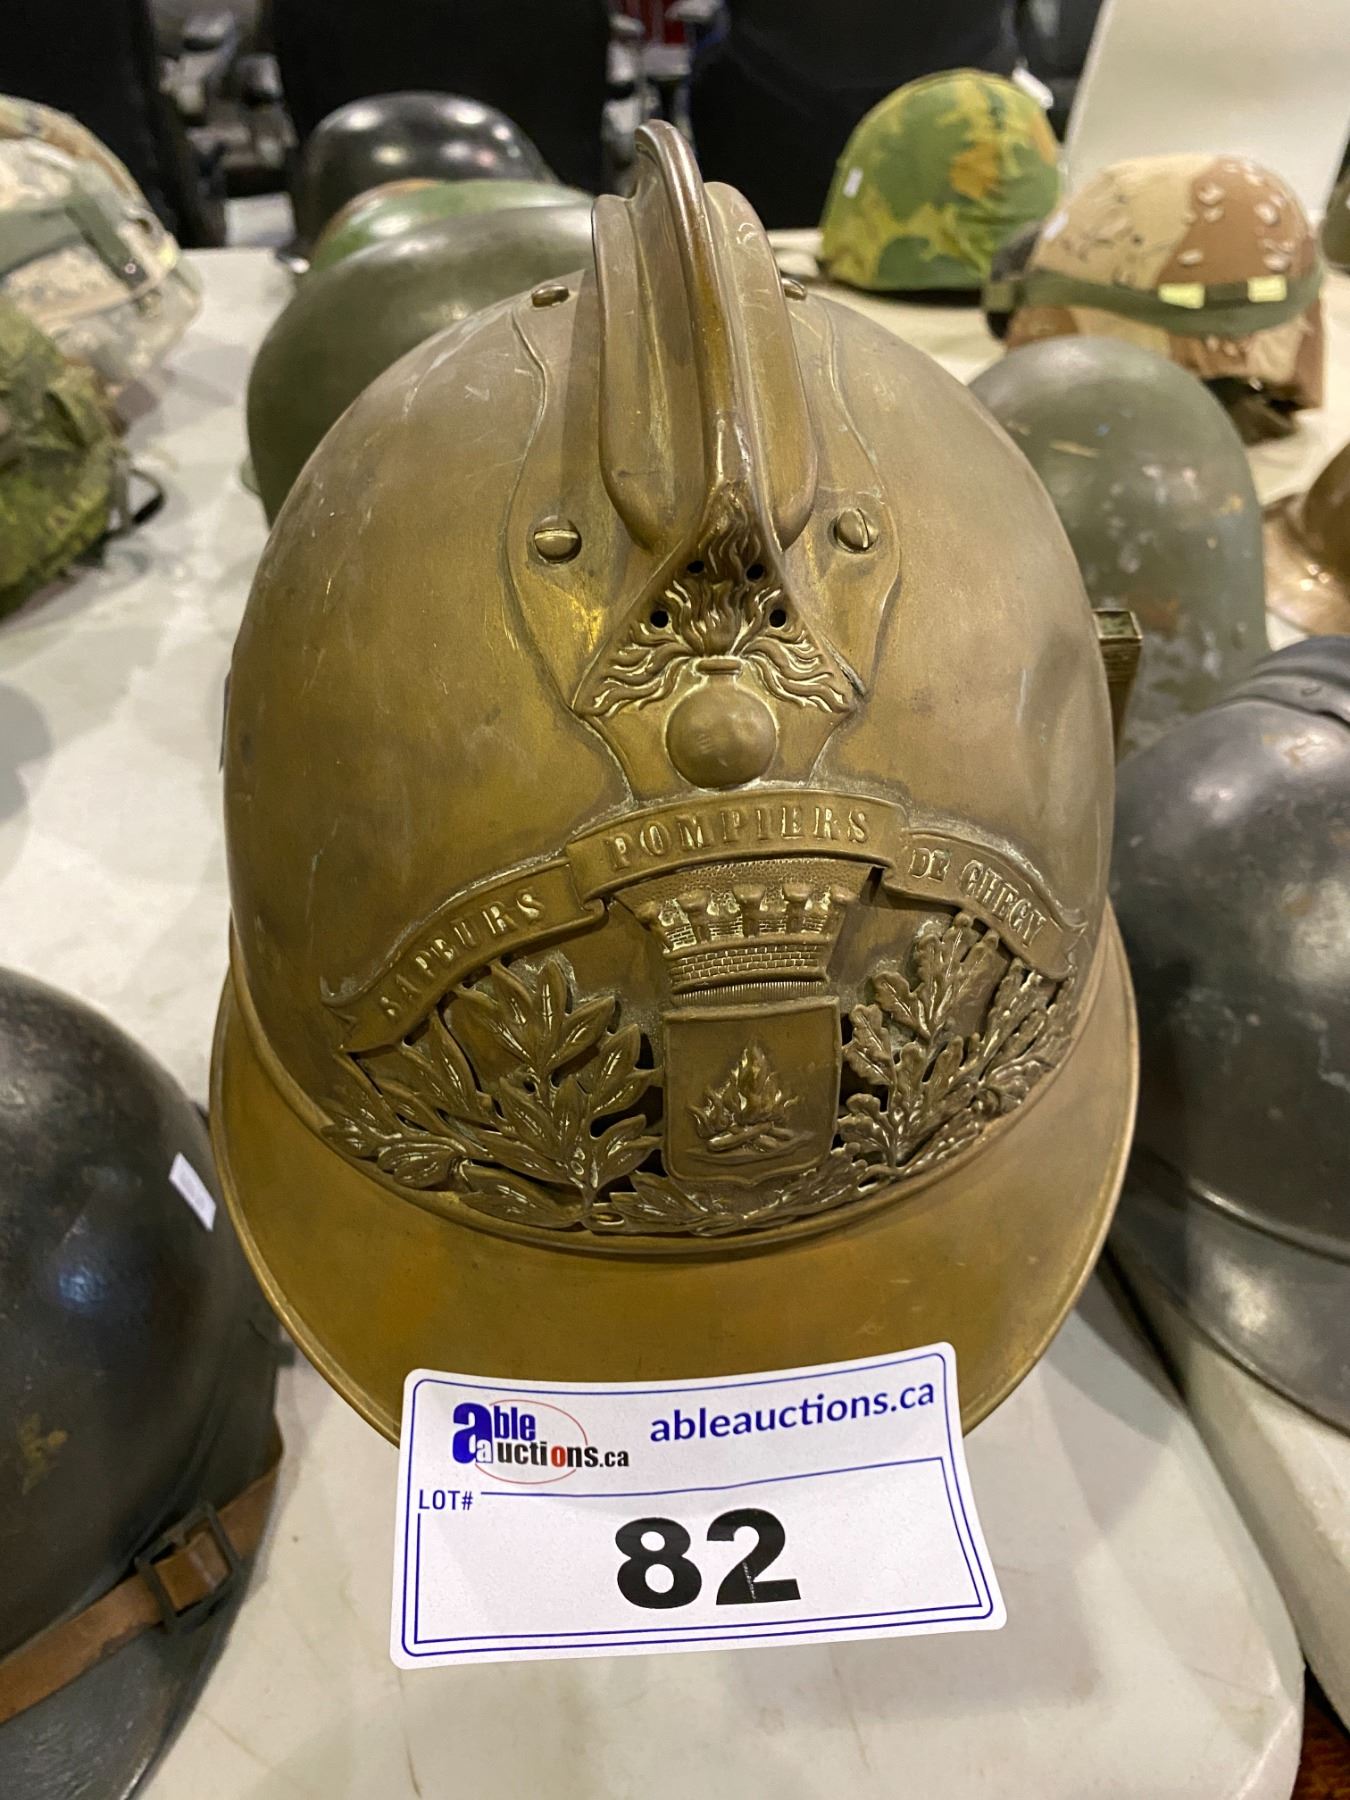 SAPEURS POMPIERS DE CHECY
able auctions.ca
ableauctions.ca
LOT#
82